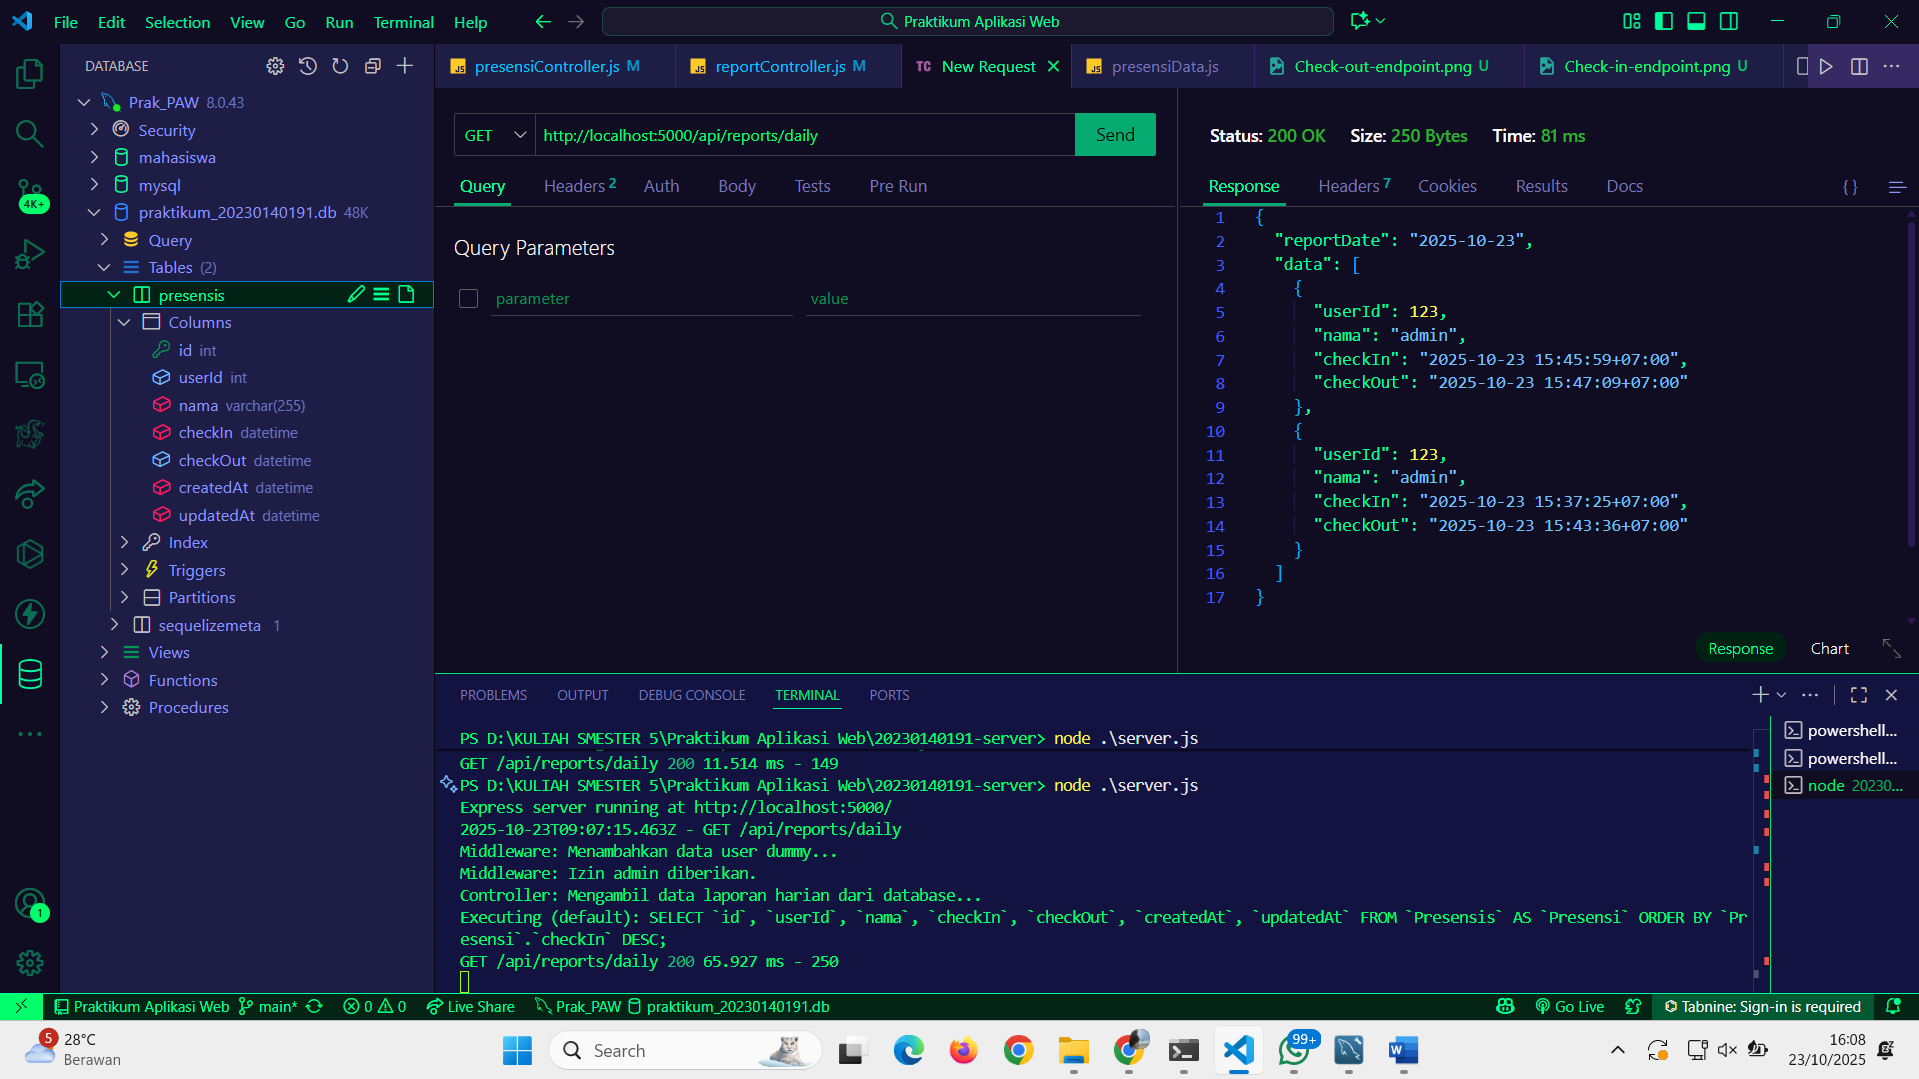 File Edit Selection View Go Run Terminal Help
Praktikum Aplikasi Web
DATABASE
Prak_PAW 8.0.43
Security
mahasiswa
mysql
praktikum_20230140191.db 48K
Query
Tables (2)
presensis
Columns
id int
userId int
nama varchar(255)
checkIn datetime
checkOut datetime
createdAt datetime
updatedAt datetime
Index
Triggers
Partitions
sequelizemeta 1
Views
Functions
Procedures
4K+
1
JS presensiController.js M
JS reportController.js M
TC New Request
JS presensiData.js
Check-out-endpoint.png U
Check-in-endpoint.png U
GET http://localhost:5000/api/reports/daily Send
Query Headers 2 Auth Body Tests Pre Run
Query Parameters
parameter value
Status: 200 OK Size: 250 Bytes Time: 81 ms
Response Headers 7 Cookies Results Docs { }
1 {
2 "reportDate": "2025-10-23",
3 "data": [
4 {
5 "userId": 123,
6 "nama": "admin",
7 "checkIn": "2025-10-23 15:45:59+07:00",
8 "checkOut": "2025-10-23 15:47:09+07:00"
9 },
10 {
11 "userId": 123,
12 "nama": "admin",
13 "checkIn": "2025-10-23 15:37:25+07:00",
14 "checkOut": "2025-10-23 15:43:36+07:00"
15 }
16 ]
17 }
Response Chart
PROBLEMS OUTPUT DEBUG CONSOLE TERMINAL PORTS
PS D:\KULIAH SMESTER 5\Praktikum Aplikasi Web\20230140191-server> node .\server.js
GET /api/reports/daily 200 11.514 ms - 149
PS D:\KULIAH SMESTER 5\Praktikum Aplikasi Web\20230140191-server> node .\server.js
Express server running at http://localhost:5000/
2025-10-23T09:07:15.463Z - GET /api/reports/daily
Middleware: Menambahkan data user dummy...
Middleware: Izin admin diberikan.
Controller: Mengambil data laporan harian dari database...
Executing (default): SELECT `id`, `userId`, `nama`, `checkIn`, `checkOut`, `createdAt`, `updatedAt` FROM `Presensis` AS `Presensi` ORDER BY `Pr
esensi`.`checkIn` DESC;
GET /api/reports/daily 200 65.927 ms - 250
powershell...
powershell...
node 20230...
Praktikum Aplikasi Web main* 0 0 Live Share Prak_PAW praktikum_20230140191.db Go Live Tabnine: Sign-in is required
5
28°C
Berawan
Search
99+
16:08
23/10/2025